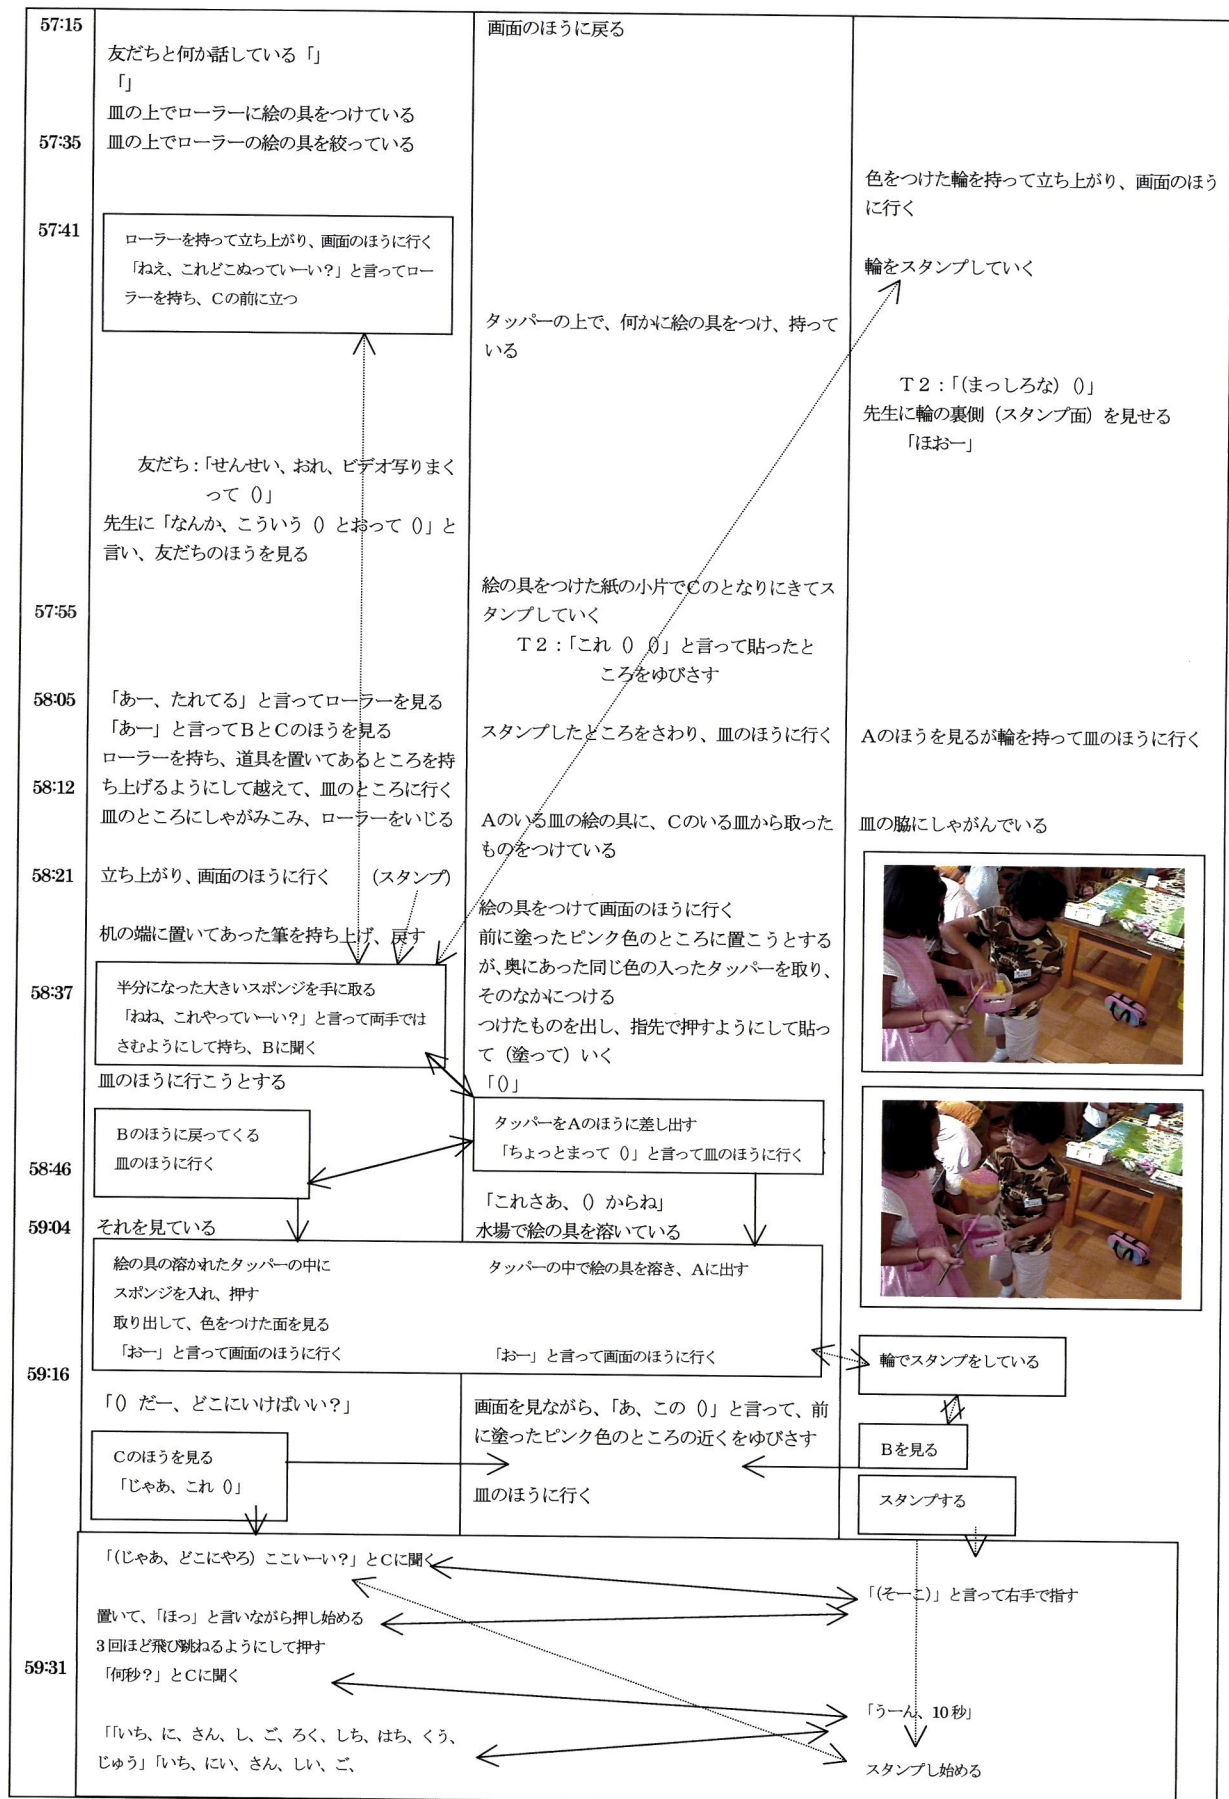 57:15
画面のほうに戻る
友だちと何か話している「」
「」
皿の上でローラーに絵の具をつけている
57:35
皿の上でローラーの絵の具を絞っている
色をつけた輪を持って立ち上がり、画面のほう
に行く
57:41
ローラーを持って立ち上がり、画面のほうに行く
「ねえ、これどこぬっていーい？」と言ってロー
ラーを持ち、Cの前に立つ
輪をスタンプしていく
タッパーの上で、何かに絵の具をつけ、持って
いる
T2：「(まっしろな) ()」
先生に輪の裏側（スタンプ面）を見せる
「ほおー」
友だち：「せんせい、おれ、ビデオ写りまく
って ()」
先生に「なんか、こういう () とおって ()」と
言い、友だちのほうを見る
絵の具をつけた紙の小片でCのとなりにきてス
57:55
タンプしていく
T2：「これ () ()」と言って貼ったと
ころをゆびさす
58:05
「あー、たれてる」と言ってローラーを見る
「あー」と言ってBとCのほうを見る
スタンプしたところをさわり、皿のほうに行く
Aのほうを見るが輪を持って皿のほうに行く
ローラーを持ち、道具を置いてあるところを持
58:12
ち上げるようにして越えて、皿のところに行く
皿のところにしゃがみこみ、ローラーをいじる
Aのいる皿の絵の具に、Cのいる皿から取った
ものをつけている
皿の脇にしゃがんでいる
58:21
立ち上がり、画面のほうに行く　（スタンプ）
絵の具をつけて画面のほうに行く
机の端に置いてあった筆を持ち上げ、戻す
前に塗ったピンク色のところに置こうとする
が、奥にあった同じ色の入ったタッパーを取り、
そのなかにつける
つけたものを出し、指先で押すようにして貼っ
て（塗って）いく
「()」
58:37
半分になった大きいスポンジを手に取る
「ねね、これやっていーい？」と言って両手では
さむようにして持ち、Bに聞く
皿のほうに行こうとする
タッパーをAのほうに差し出す
「ちょっとまって ()」と言って皿のほうに行く
Bのほうに戻ってくる
皿のほうに行く
58:46
「これさあ、() からね」
59:04
それを見ている
水場で絵の具を溶いている
絵の具の溶かれたタッパーの中に
スポンジを入れ、押す
取り出して、色をつけた面を見る
「おー」と言って画面のほうに行く
タッパーの中で絵の具を溶き、Aに出す
「おー」と言って画面のほうに行く
輪でスタンプをしている
59:16
「() だー、どこにいけばいい？」
画面を見ながら、「あ、この ()」と言って、前
に塗ったピンク色のところの近くをゆびさす
Bを見る
Cのほうを見る
「じゃあ、これ ()」
皿のほうに行く
スタンプする
「(じゃあ、どこにやろ) ここいーい？」とCに聞く
「(そーこ)」と言って右手で指す
置いて、「ほっ」と言いながら押し始める
3回ほど飛び跳ねるようにして押す
59:31
「何秒？」とCに聞く
「うーん、10秒」
「「いち、に、さん、し、ご、ろく、しち、はち、くう、
じゅう」「いち、にい、さん、しい、ご、
スタンプし始める